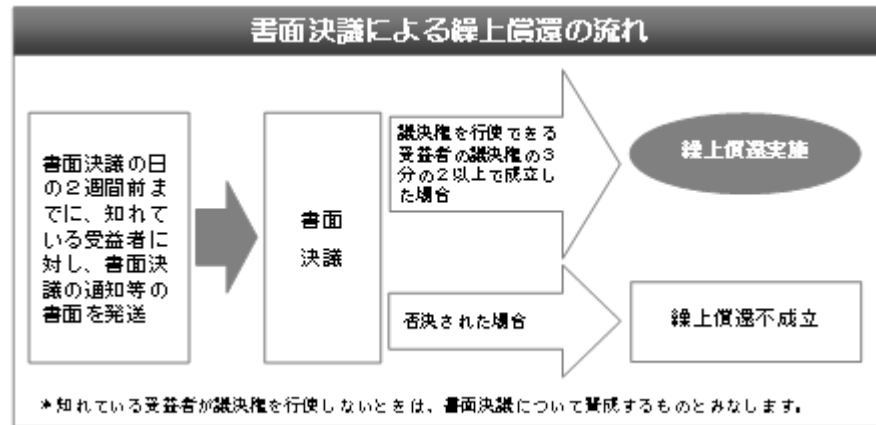 書面決議による繰上償還の流れ
書面決議の日
の2週間前ま
でに、知れて
いる受益者に
対し、書面決
議の通知等の
書面を発送
書面
決議
議決権を行使できる
受益者の議決権の3
分の2以上で成立し
た場合
繰上償還実施
否決された場合
繰上償還不成立
*知れている受益者が議決権を行使しないときは、書面決議について賛成するものとみなします。